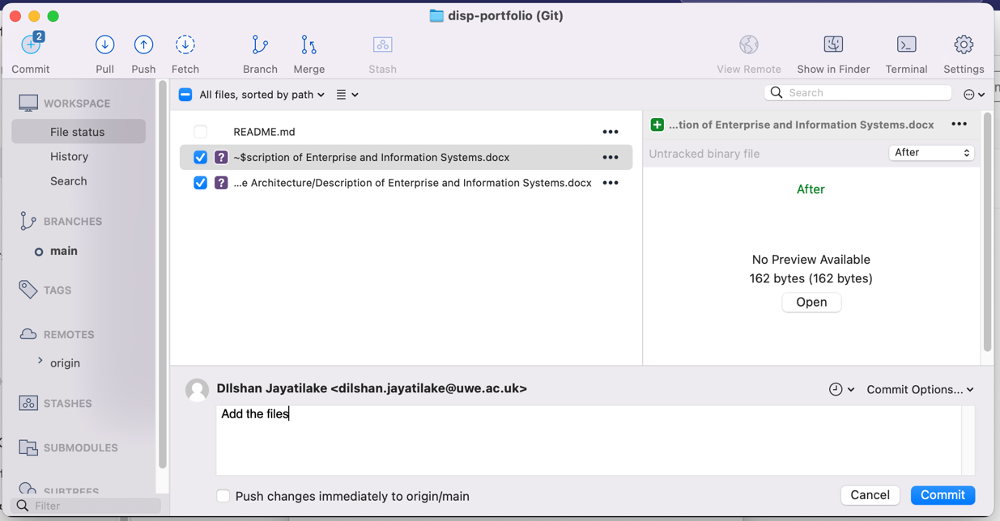 disp-portfolio (Git)
2
Commit
Pull
Push
Fetch
Branch
Merge
Stash
View Remote
Show in Finder
Terminal
Settings
WORKSPACE
File status
History
Search
BRANCHES
main
TAGS
REMOTES
origin
STASHES
SUBMODULES
SUBTREES
Filter
All files, sorted by path
Search
README.md
? ~$scription of Enterprise and Information Systems.docx
? ...e Architecture/Description of Enterprise and Information Systems.docx
...tion of Enterprise and Information Systems.docx
Untracked binary file
After
After
No Preview Available
162 bytes (162 bytes)
Open
DIlshan Jayatilake <dilshan.jayatilake@uwe.ac.uk>
Commit Options...
Add the files
Push changes immediately to origin/main
Cancel
Commit